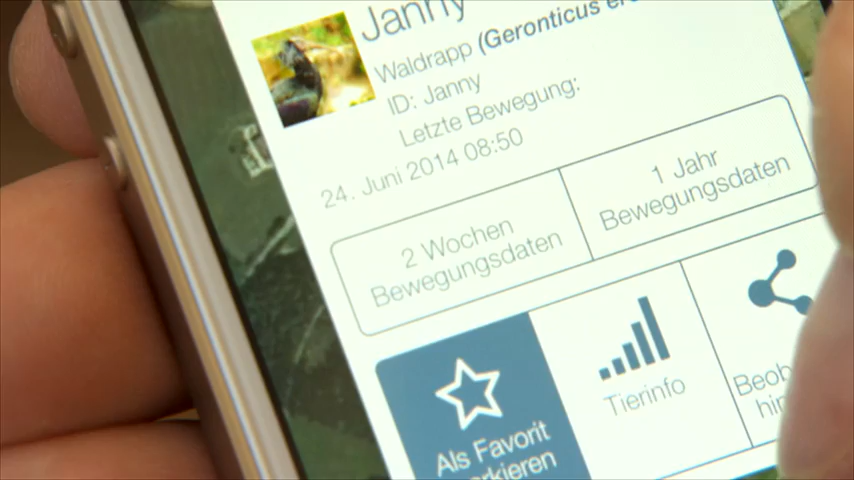 Janny
Waldrapp (Geronticus
ID: Janny
Letzte Bewegung:
24. Juni 2014 08:50
2 Wochen
Bewegungsdaten
1 Jahr
Bewegungsdaten
Als Favorit
Tierinfo